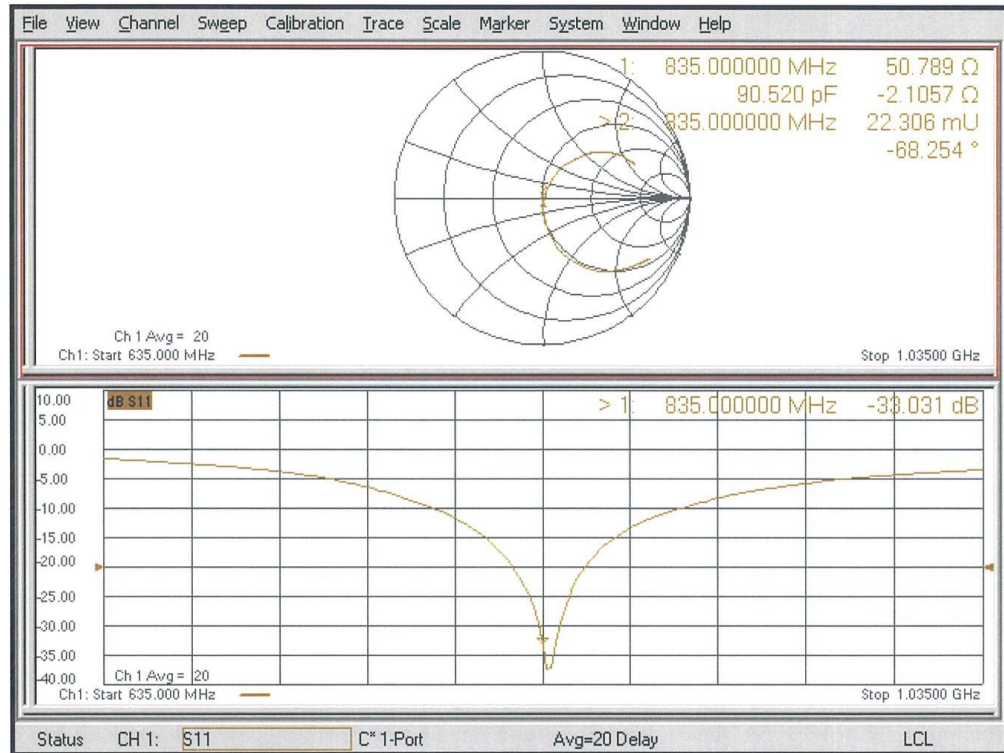 File View Channel Sweep Calibration Trace Scale Marker System Window Help
1: 835.000000 MHz 50.789 Ω
90.520 pF -2.1057 Ω
> 2: 835.000000 MHz 22.306 mU
-68.254 °
Ch 1 Avg = 20
Ch1: Start 635.000 MHz
Stop 1.03500 GHz
10.00
dB S11
> 1: 835.000000 MHz -33.031 dB
5.00
0.00
-5.00
-10.00
-15.00
-20.00
-25.00
-30.00
-35.00
-40.00
Ch 1 Avg = 20
Ch1: Start 635.000 MHz
Stop 1.03500 GHz
Status CH 1: S11 C* 1-Port Avg=20 Delay LCL